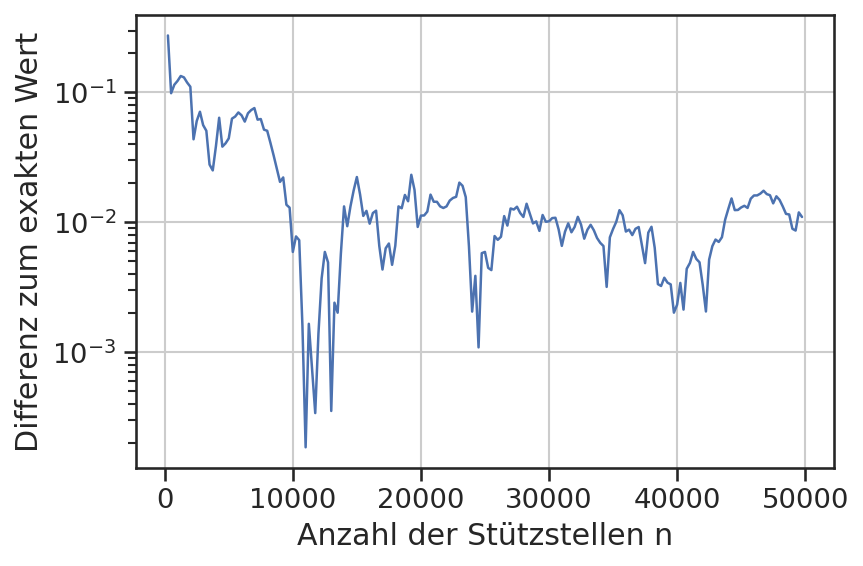 Differenz zum exakten Wert
10⁻¹
10⁻²
10⁻³
0 10000 20000 30000 40000 50000
Anzahl der Stützstellen n